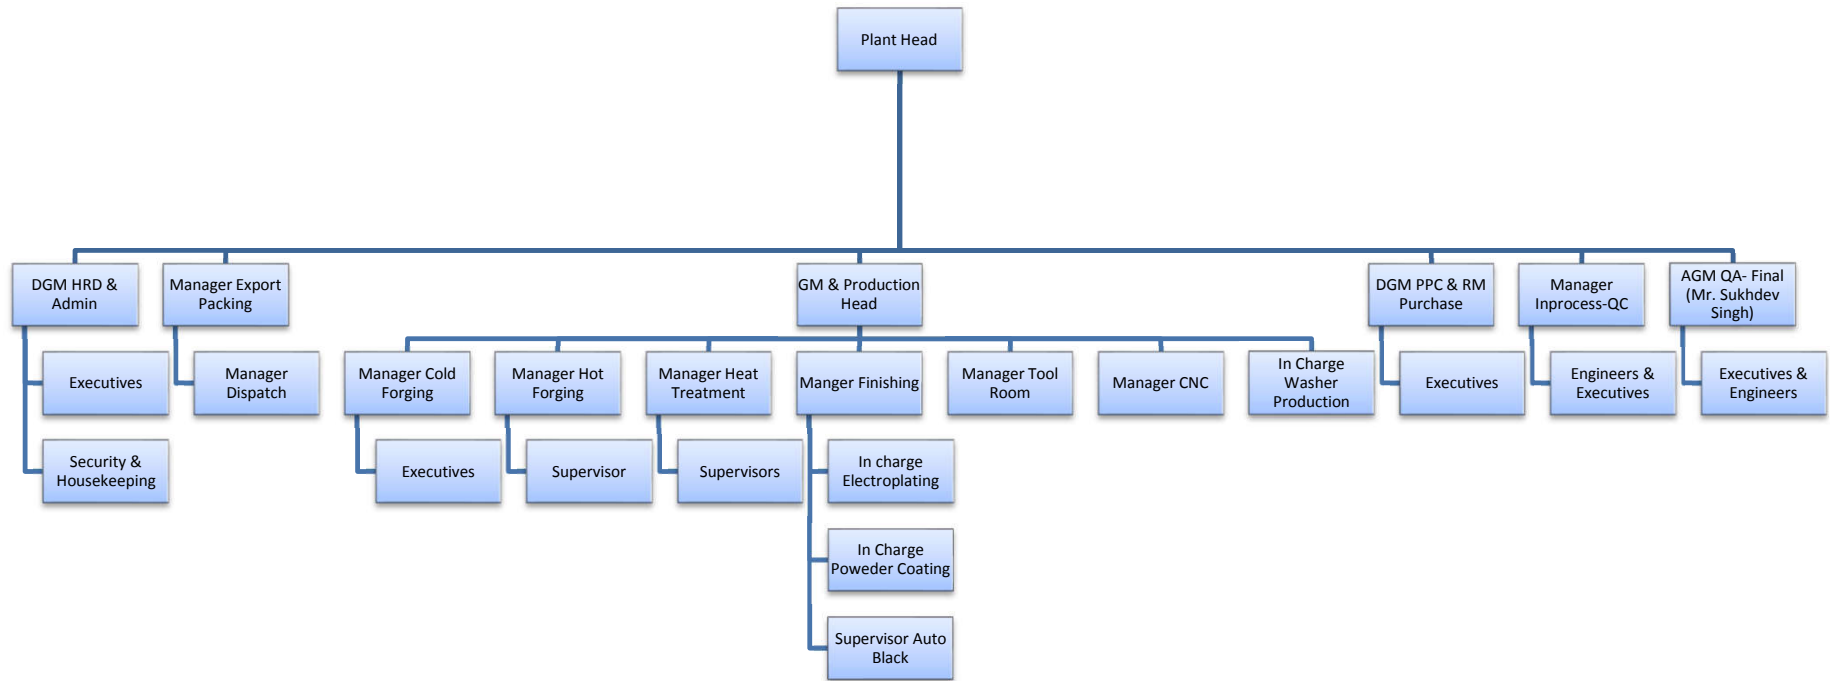 Plant Head
DGM HRD &
Admin
Manager Export
Packing
GM & Production
Head
DGM PPC & RM
Purchase
Manager
Inprocess-QC
AGM QA- Final
(Mr. Sukhdev
Singh)
Executives
Manager
Dispatch
Manager Cold
Forging
Manager Hot
Forging
Manager Heat
Treatment
Manger Finishing
Manager Tool
Room
Manager CNC
In Charge
Washer
Production
Executives
Engineers &
Executives
Executives &
Engineers
Security &
Housekeeping
Executives
Supervisor
Supervisors
In charge
Electroplating
In Charge
Poweder Coating
Supervisor Auto
Black